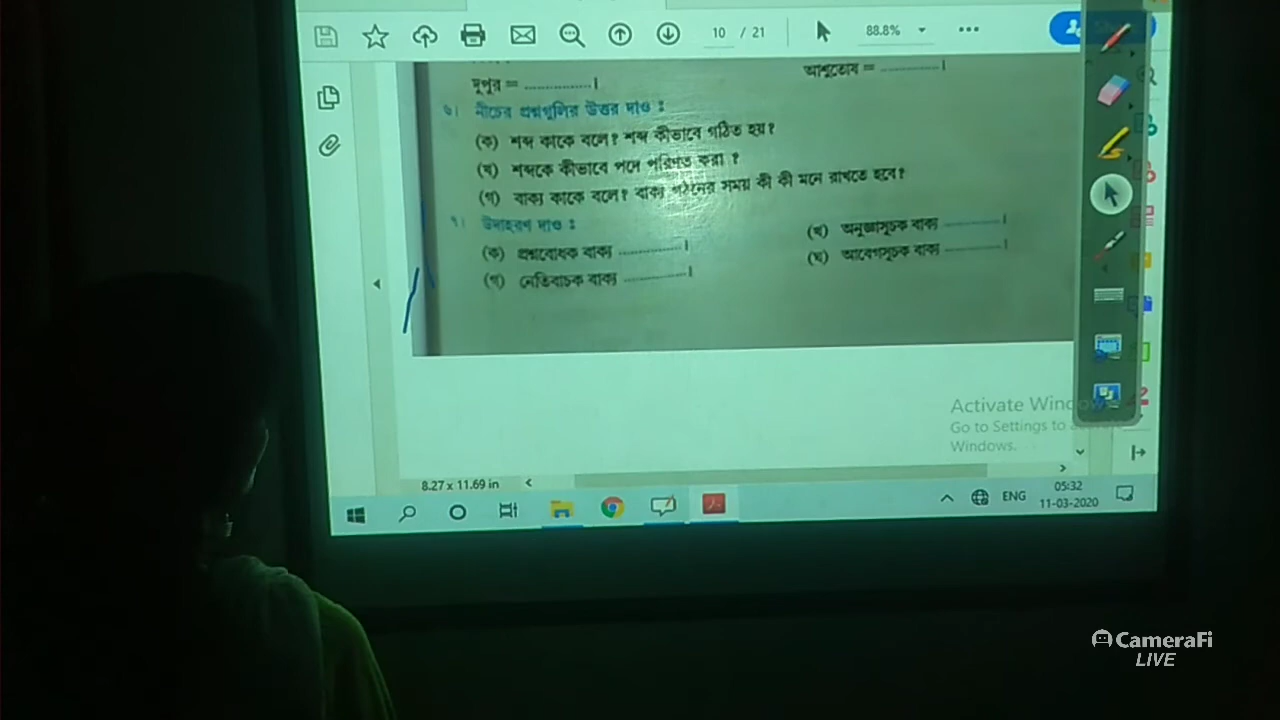 10 / 21
88.8%
দুপুর = ................।
আশুতোষ = ...............।
৬। নীচের প্রশ্নগুলির উত্তর দাও :
(ক) শব্দ কাকে বলে? শব্দ কীভাবে গঠিত হয়?
(খ) শব্দকে কীভাবে পদে পরিণত করা ?
(গ) বাক্য কাকে বলে? বাক্য গঠনের সময় কী কী মনে রাখতে হবে?
৭। উদাহরণ দাও :
(ক) প্রশ্নবোধক বাক্য ...............।
(খ) অনুজ্ঞাসূচক বাক্য ...............।
(গ) নেতিবাচক বাক্য ...............।
(ঘ) আবেগসূচক বাক্য ...............।
Activate Windows
Go to Settings to
Windows.
8.27 x 11.69 in
ENG
05:32
11-03-2020
CameraFi
LIVE